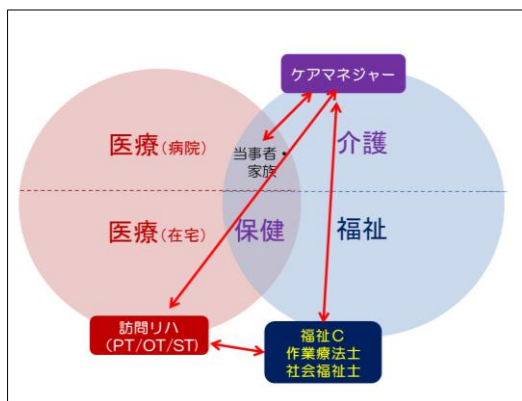 ケアマネジャー
医療(病院)
当事者・
家族
介護
医療(在宅)
保健
福祉
訪問リハ
(PT/OT/ST)
福祉C
作業療法士
社会福祉士